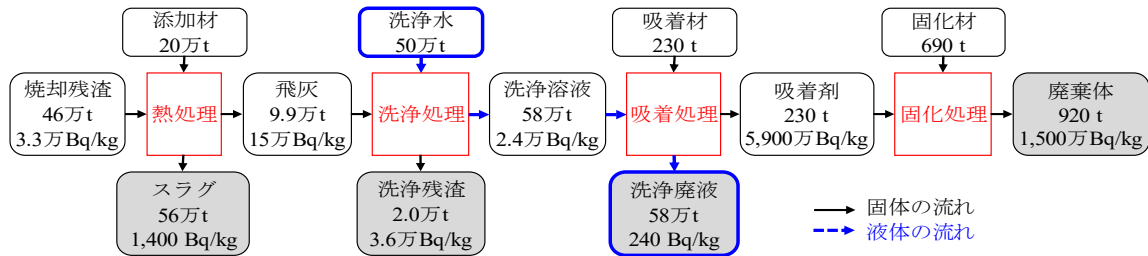 添加材
20万t
洗浄水
50万t
吸着材
230 t
固化材
690 t
焼却残渣
46万t
3.3万Bq/kg
熱処理
飛灰
9.9万t
15万Bq/kg
洗浄処理
洗浄溶液
58万t
2.4万Bq/kg
吸着処理
吸着剤
230 t
5,900万Bq/kg
固化処理
廃棄体
920 t
1,500万Bq/kg
スラグ
56万t
1,400 Bq/kg
洗浄残渣
2.0万t
3.6万Bq/kg
洗浄廃液
58万t
240 Bq/kg
固体の流れ
液体の流れ